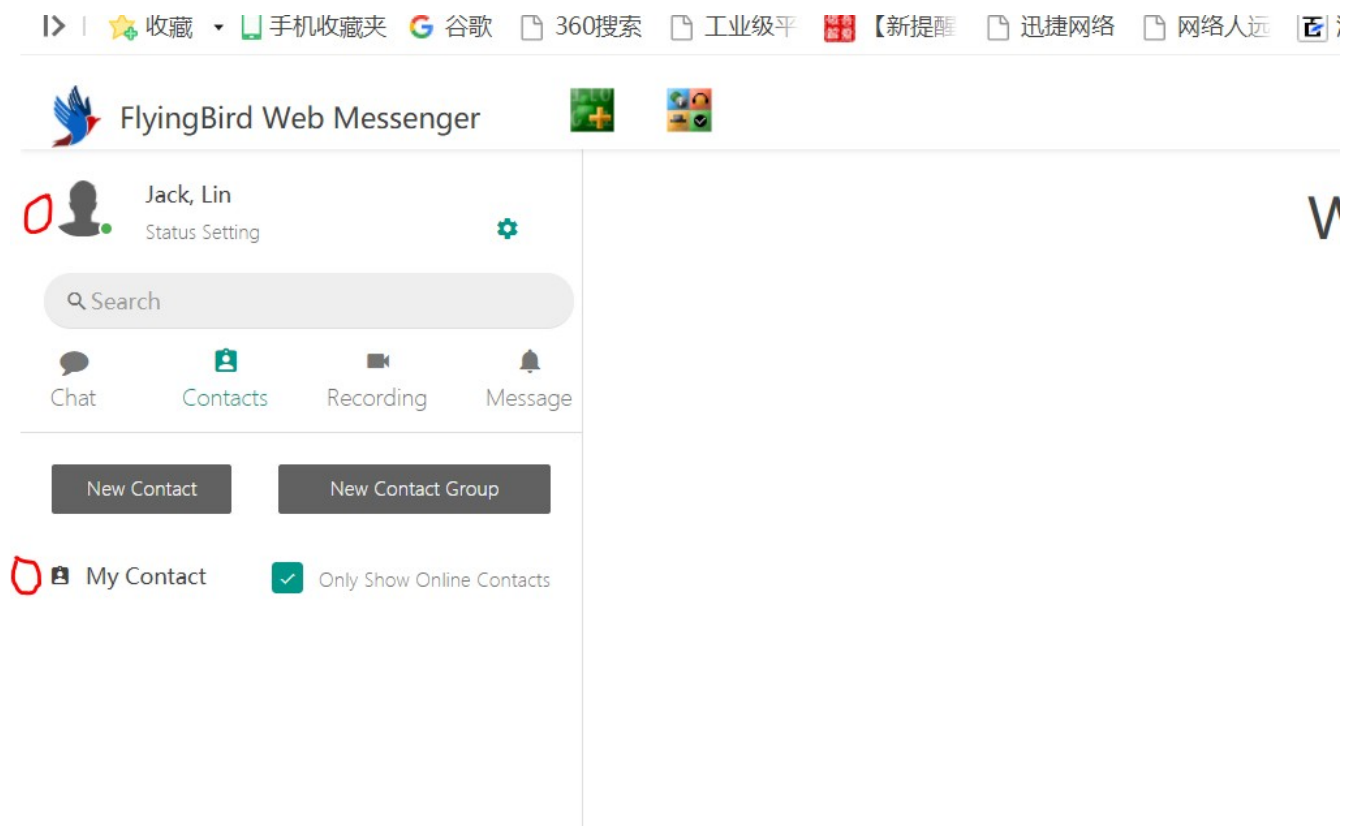 收藏 手机收藏夹 谷歌 360搜索 工业级平 【新提醒 迅捷网络 网络人远
FlyingBird Web Messenger
Jack, Lin
Status Setting
Search
Chat Contacts Recording Message
New Contact New Contact Group
My Contact Only Show Online Contacts